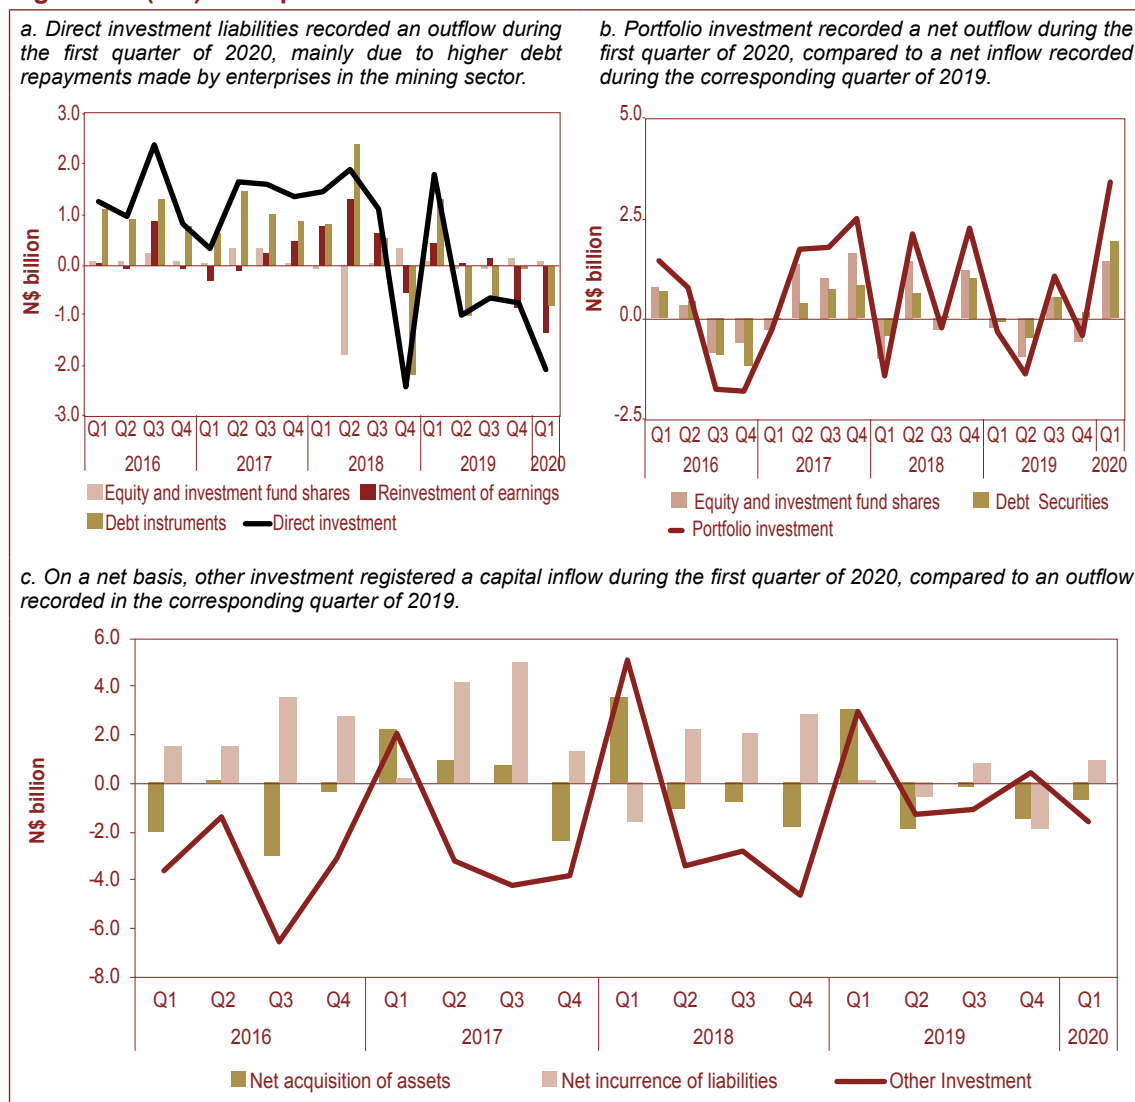 a. Direct investment liabilities recorded an outflow during
the first quarter of 2020, mainly due to higher debt
repayments made by enterprises in the mining sector.
b. Portfolio investment recorded a net outflow during the
first quarter of 2020, compared to a net inflow recorded
during the corresponding quarter of 2019.
3.0
2.0
1.0
0.0
-1.0
-2.0
-3.0
N$ billion
Q1 Q2 Q3 Q4 Q1 Q2 Q3 Q4 Q1 Q2 Q3 Q4 Q1 Q2 Q3 Q4 Q1
2016 2017 2018 2019 2020
Equity and investment fund shares Reinvestment of earnings
Debt instruments Direct investment
5.0
2.5
0.0
-2.5
N$ billion
Q1 Q2 Q3 Q4 Q1 Q2 Q3 Q4 Q1 Q2 Q3 Q4 Q1 Q2 Q3 Q4 Q1
2016 2017 2018 2019 2020
Equity and investment fund shares Debt Securities
Portfolio investment
c. On a net basis, other investment registered a capital inflow during the first quarter of 2020, compared to an outflow
recorded in the corresponding quarter of 2019.
6.0
4.0
2.0
0.0
-2.0
-4.0
-6.0
-8.0
N$ billion
Q1 Q2 Q3 Q4 Q1 Q2 Q3 Q4 Q1 Q2 Q3 Q4 Q1 Q2 Q3 Q4 Q1
2016 2017 2018 2019 2020
Net acquisition of assets Net incurrence of liabilities Other Investment